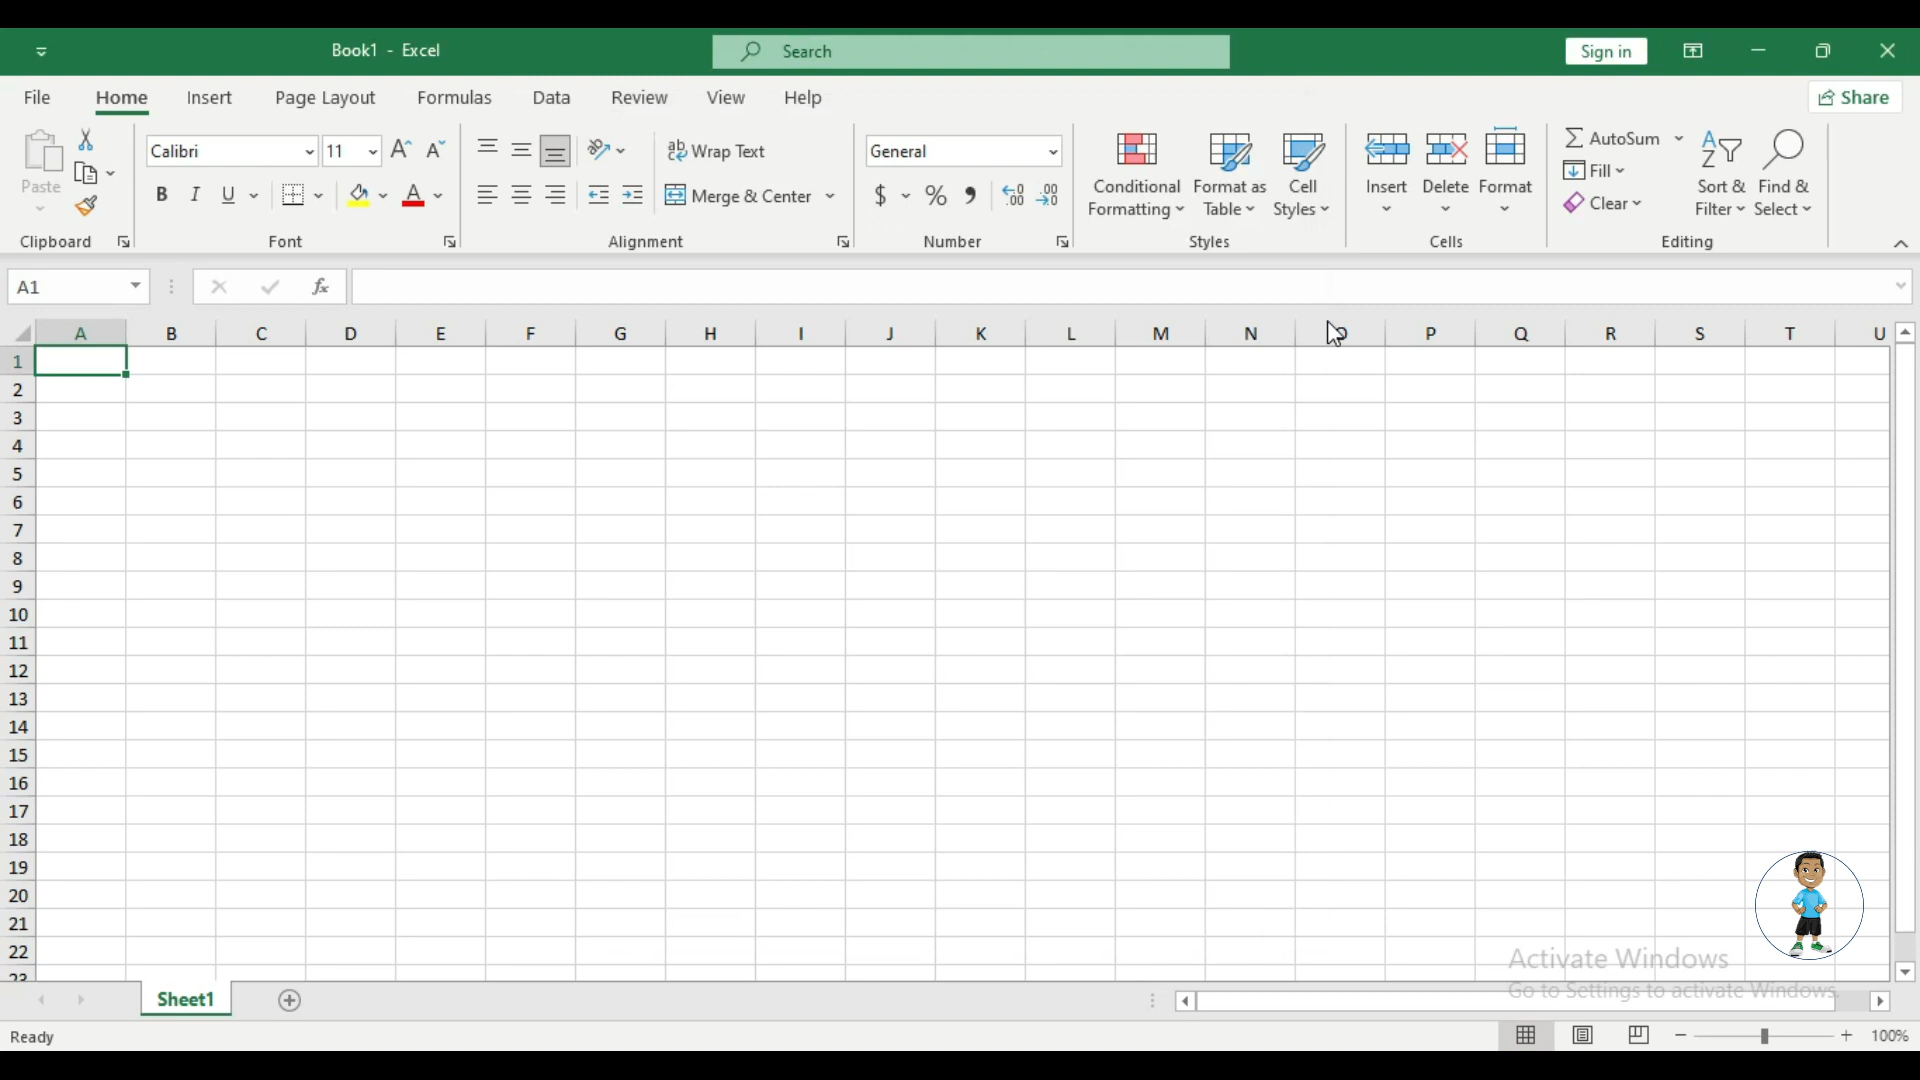 Book1 - Excel
Search
Sign in
File Home Insert Page Layout Formulas Data Review View Help
Share
Paste
Clipboard
Calibri 11
B I U A
Font
Wrap Text
Merge & Center
Alignment
General
$ % ,
Number
Conditional Formatting
Format as Table
Cell Styles
Styles
Insert
Delete
Format
Cells
AutoSum
Fill
Clear
Sort & Filter
Find & Select
Editing
A1
fx
A B C D E F G H I J K L M N O P Q R S T U
1
2
3
4
5
6
7
8
9
10
11
12
13
14
15
16
17
18
19
20
21
22
23
Activate Windows
Go to Settings to activate Windows.
Sheet1
Ready
100%